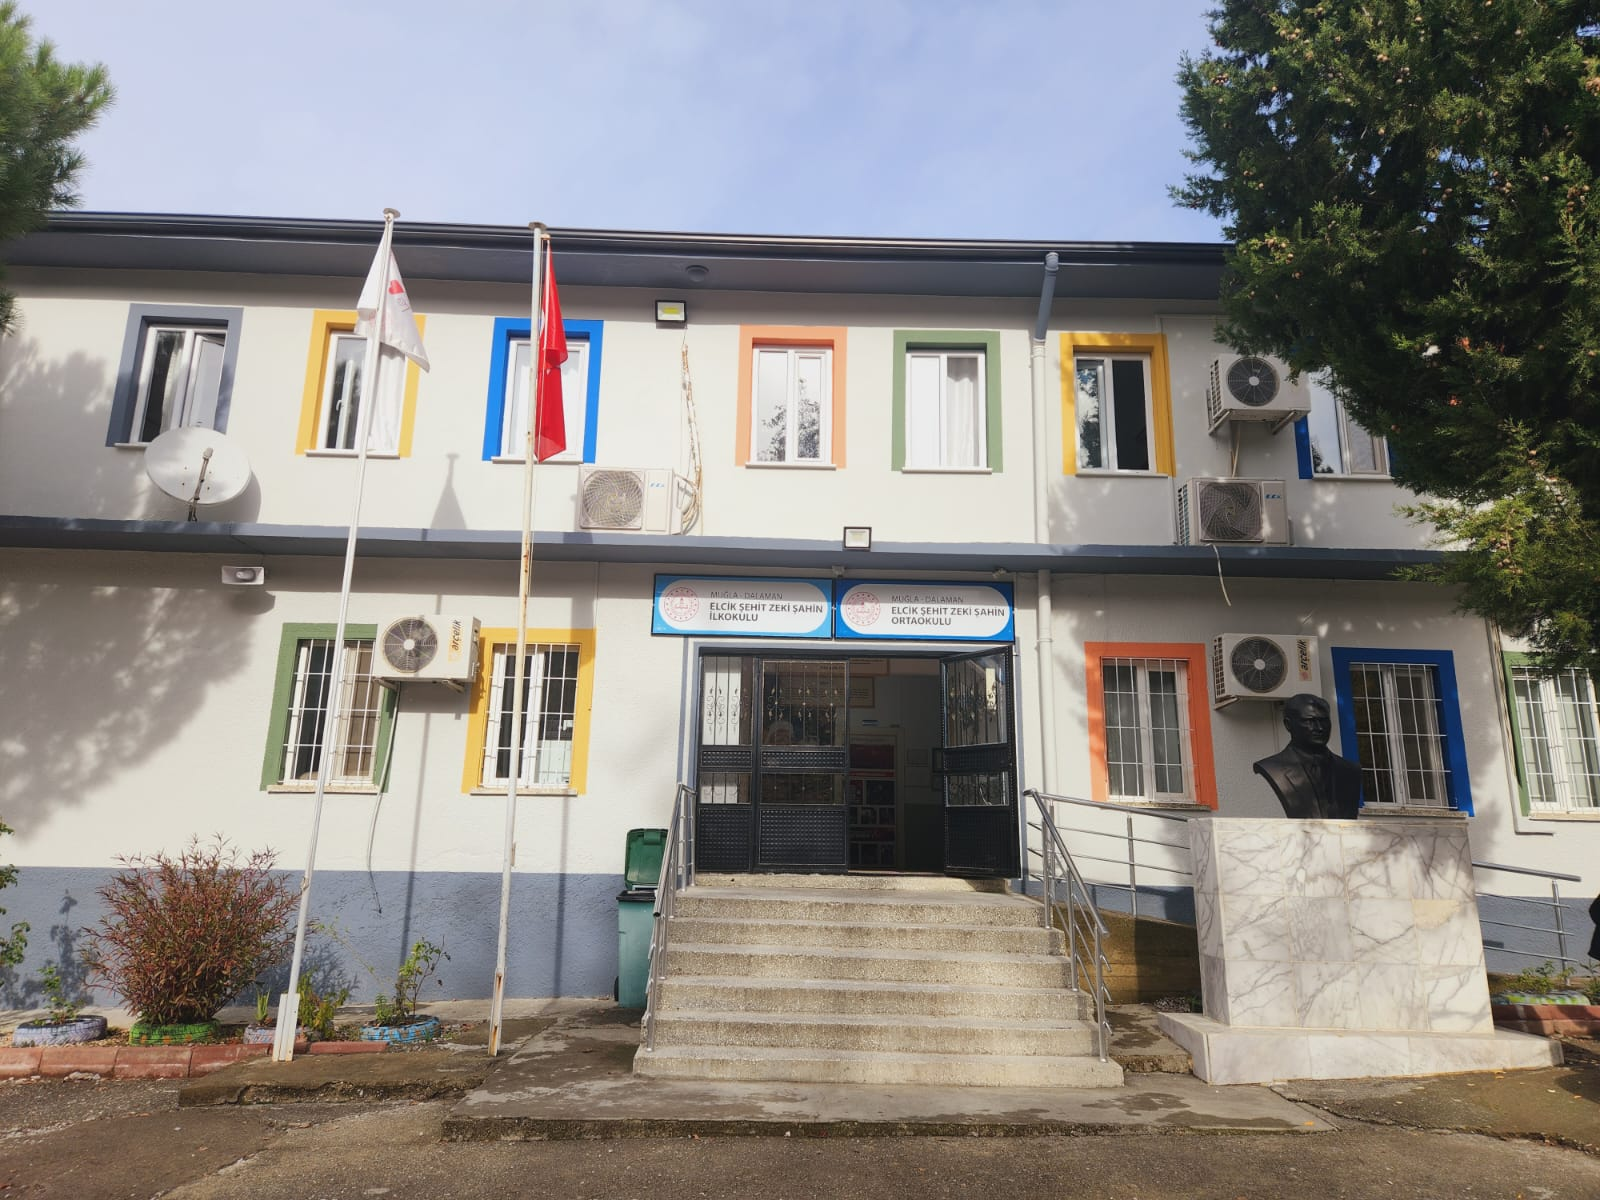 MUĞLA - DALAMAN
ELCİK ŞEHİT ZEKİ ŞAHİN
İLKOKULU
MUĞLA - DALAMAN
ELCİK ŞEHİT ZEKİ ŞAHİN
ORTAOKULU
arçelik
arçelik